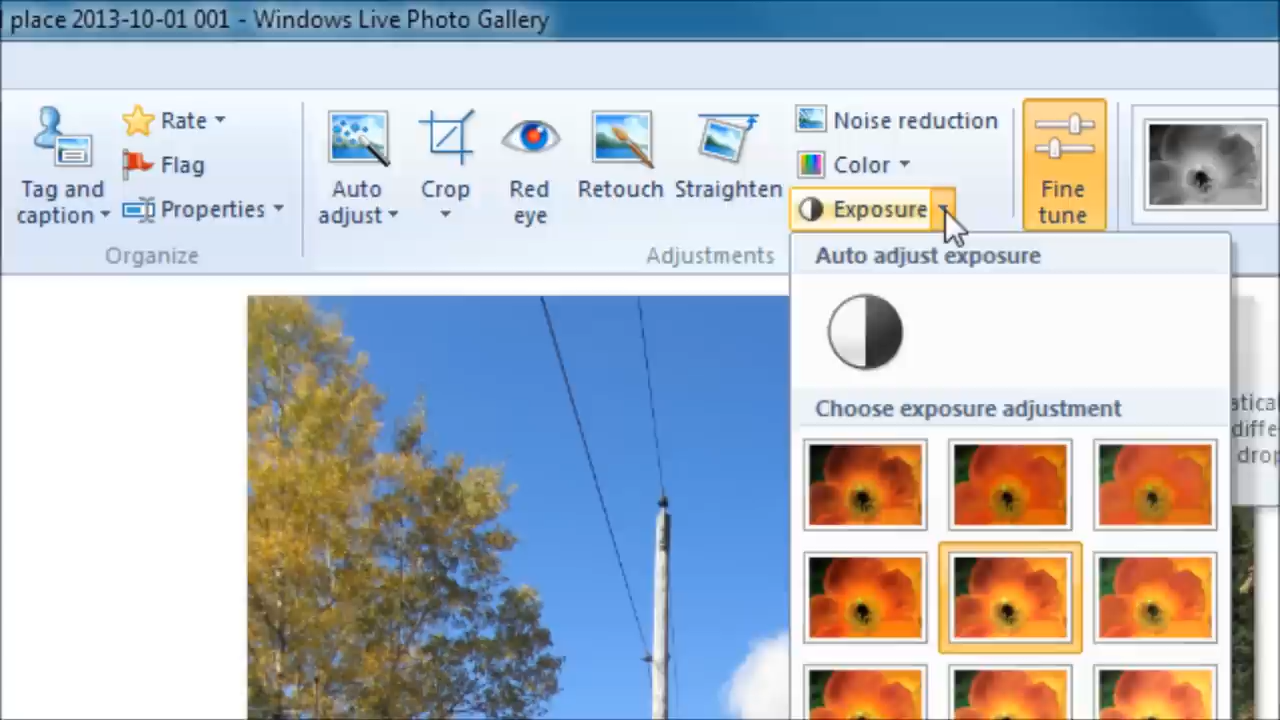 place 2013-10-01 001 - Windows Live Photo Gallery
Tag and
caption
Rate
Flag
Properties
Organize
Auto
adjust
Crop
Red
eye
Retouch
Straighten
Noise reduction
Color
Exposure
Adjustments
Fine
tune
Auto adjust exposure
Choose exposure adjustment